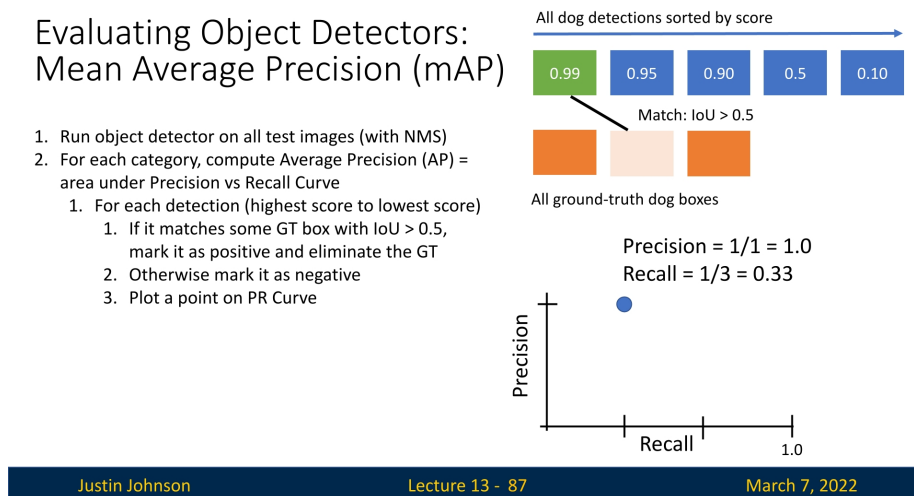 Evaluating Object Detectors:
Mean Average Precision (mAP)
1. Run object detector on all test images (with NMS)
2. For each category, compute Average Precision (AP) =
area under Precision vs Recall Curve
1. For each detection (highest score to lowest score)
1. If it matches some GT box with IoU > 0.5,
mark it as positive and eliminate the GT
2. Otherwise mark it as negative
3. Plot a point on PR Curve
All dog detections sorted by score
0.99 0.95 0.90 0.5 0.10
Match: IoU > 0.5
All ground-truth dog boxes
Precision = 1/1 = 1.0
Recall = 1/3 = 0.33
Precision
Recall
1.0
Justin Johnson Lecture 13 - 87 March 7, 2022